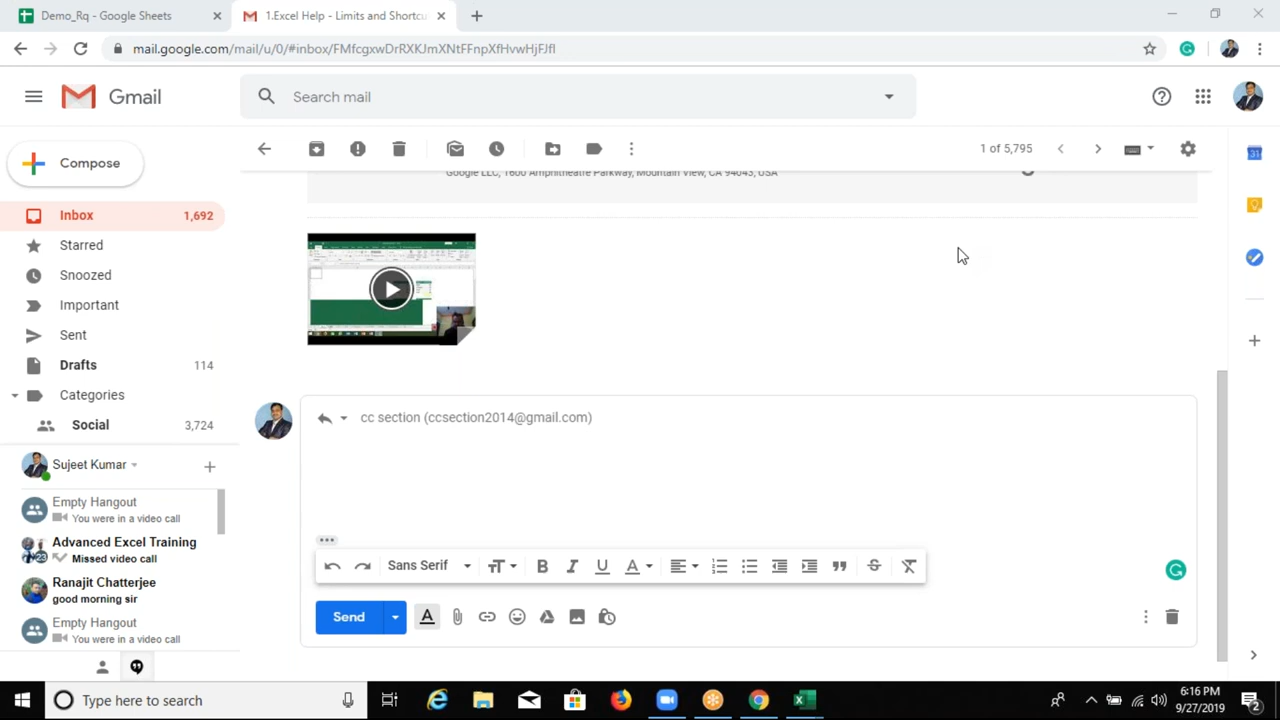 Demo_Rq - Google Sheets
1.Excel Help - Limits and Shortcu
mail.google.com/mail/u/0/#inbox/FMfcgxwDrRXKJmXNtFFnpXfHvwHjFJfl
Gmail
Search mail
Compose
1 of 5,795
Google LLC, 1600 Amphitheatre Parkway, Mountain View, CA 94043, USA
Inbox 1,692
Starred
Snoozed
Important
Sent
Drafts 114
Categories
Social 3,724
cc section (ccsection2014@gmail.com)
Sujeet Kumar
Empty Hangout
You were in a video call
Advanced Excel Training
Missed video call
Ranajit Chatterjee
good morning sir
Empty Hangout
You were in a video call
Sans Serif
Send
Type here to search
6:16 PM
9/27/2019
2